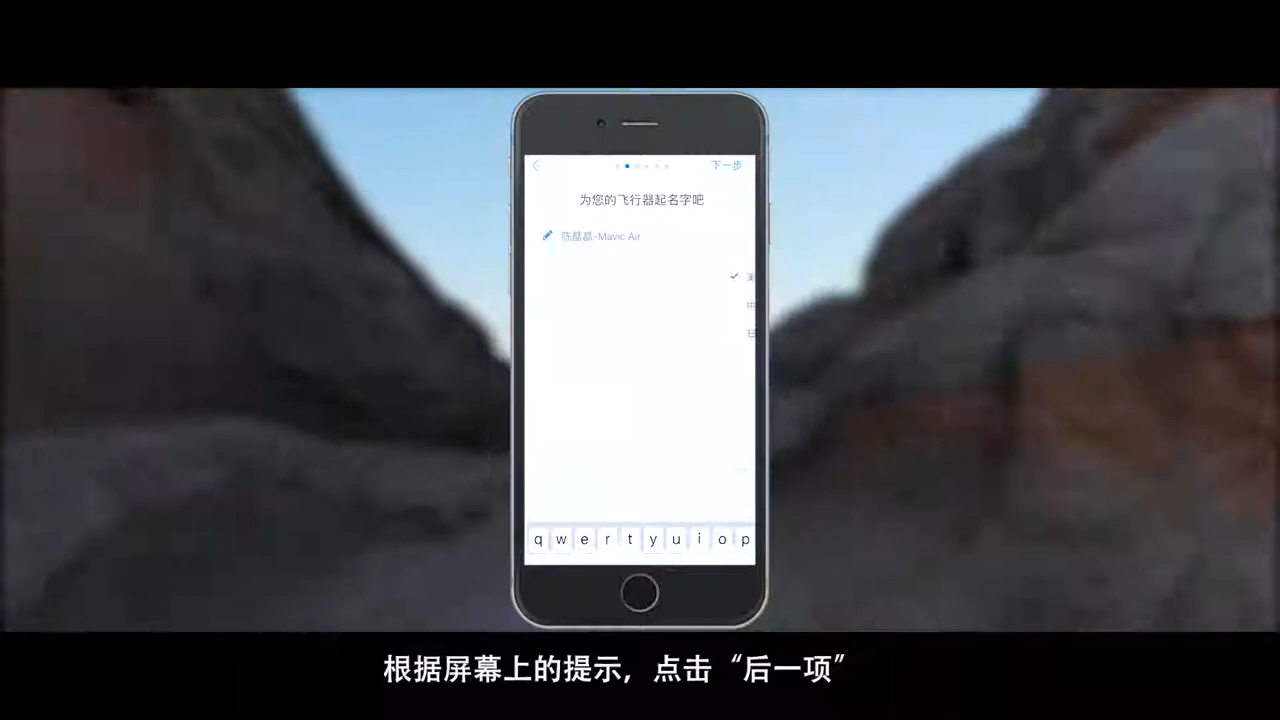 下一步
为您的飞行器起名字吧
陈晶晶-Mavic Air
q w e r t y u i o p
根据屏幕上的提示，点击“后一项”